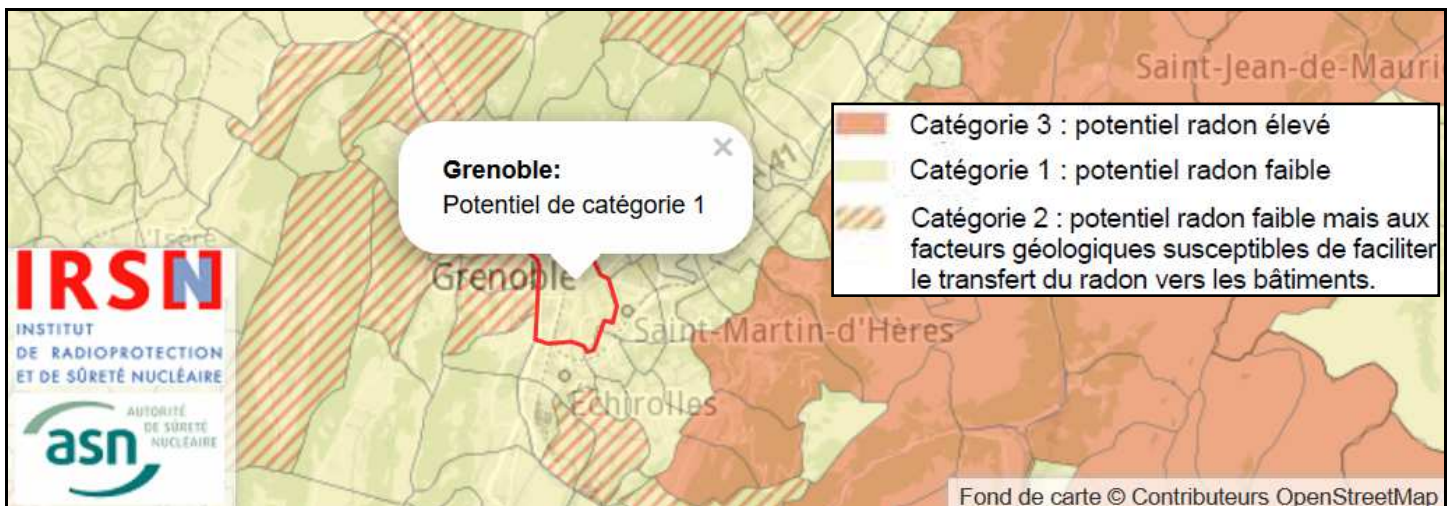 Saint-Jean-de-Mauri
Catégorie 3 : potentiel radon élevé
×
A41
Grenoble:
Catégorie 1 : potentiel radon faible
Potentiel de catégorie 1
Catégorie 2 : potentiel radon faible mais aux
facteurs géologiques susceptibles de faciliter
le transfert du radon vers les bâtiments.
L'Isère
IRSN
Grenoble
INSTITUT
DE RADIOPROTECTION
ET DE SÛRETÉ NUCLÉAIRE
Saint-Martin-d'Hères
Échirolles
AUTORITÉ
DE SÛRETÉ
NUCLÉAIRE
asn
Fond de carte © Contributeurs OpenStreetMap